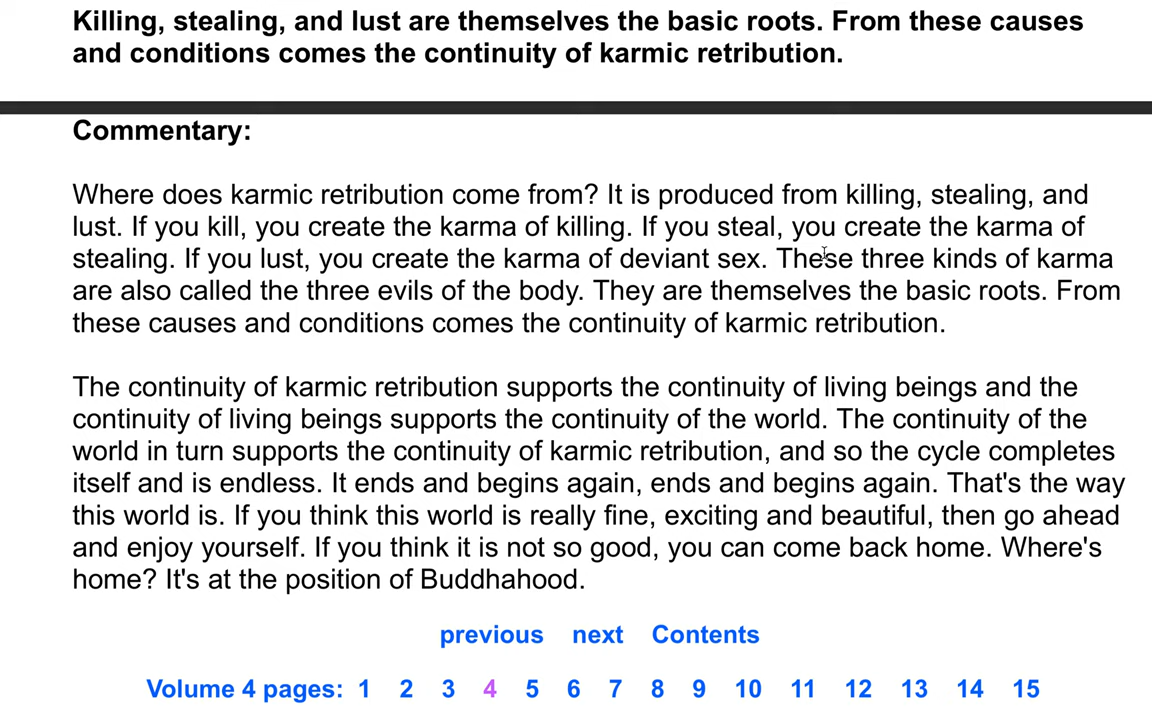 Killing, stealing, and lust are themselves the basic roots. From these causes
and conditions comes the continuity of karmic retribution.
Commentary:
Where does karmic retribution come from? It is produced from killing, stealing, and
lust. If you kill, you create the karma of killing. If you steal, you create the karma of
stealing. If you lust, you create the karma of deviant sex. These three kinds of karma
are also called the three evils of the body. They are themselves the basic roots. From
these causes and conditions comes the continuity of karmic retribution.
The continuity of karmic retribution supports the continuity of living beings and the
continuity of living beings supports the continuity of the world. The continuity of the
world in turn supports the continuity of karmic retribution, and so the cycle completes
itself and is endless. It ends and begins again, ends and begins again. That's the way
this world is. If you think this world is really fine, exciting and beautiful, then go ahead
and enjoy yourself. If you think it is not so good, you can come back home. Where's
home? It's at the position of Buddhahood.
previous next Contents
Volume 4 pages: 1 2 3 4 5 6 7 8 9 10 11 12 13 14 15